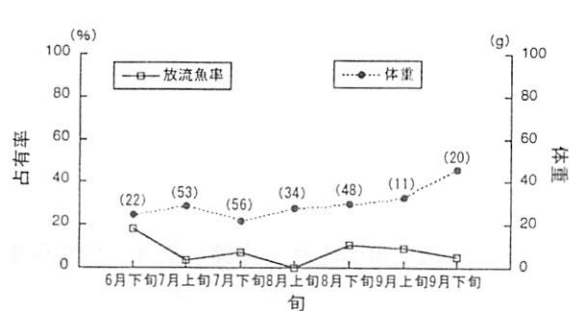 (%)
(g)
100
80
60
40
20
0
占有率
放流魚率
体重
100
80
60
40
20
0
体重
(22)
(53)
(56)
(34)
(48)
(11)
(20)
6月下旬
7月上旬
7月下旬
8月上旬
8月下旬
9月上旬
9月下旬
旬